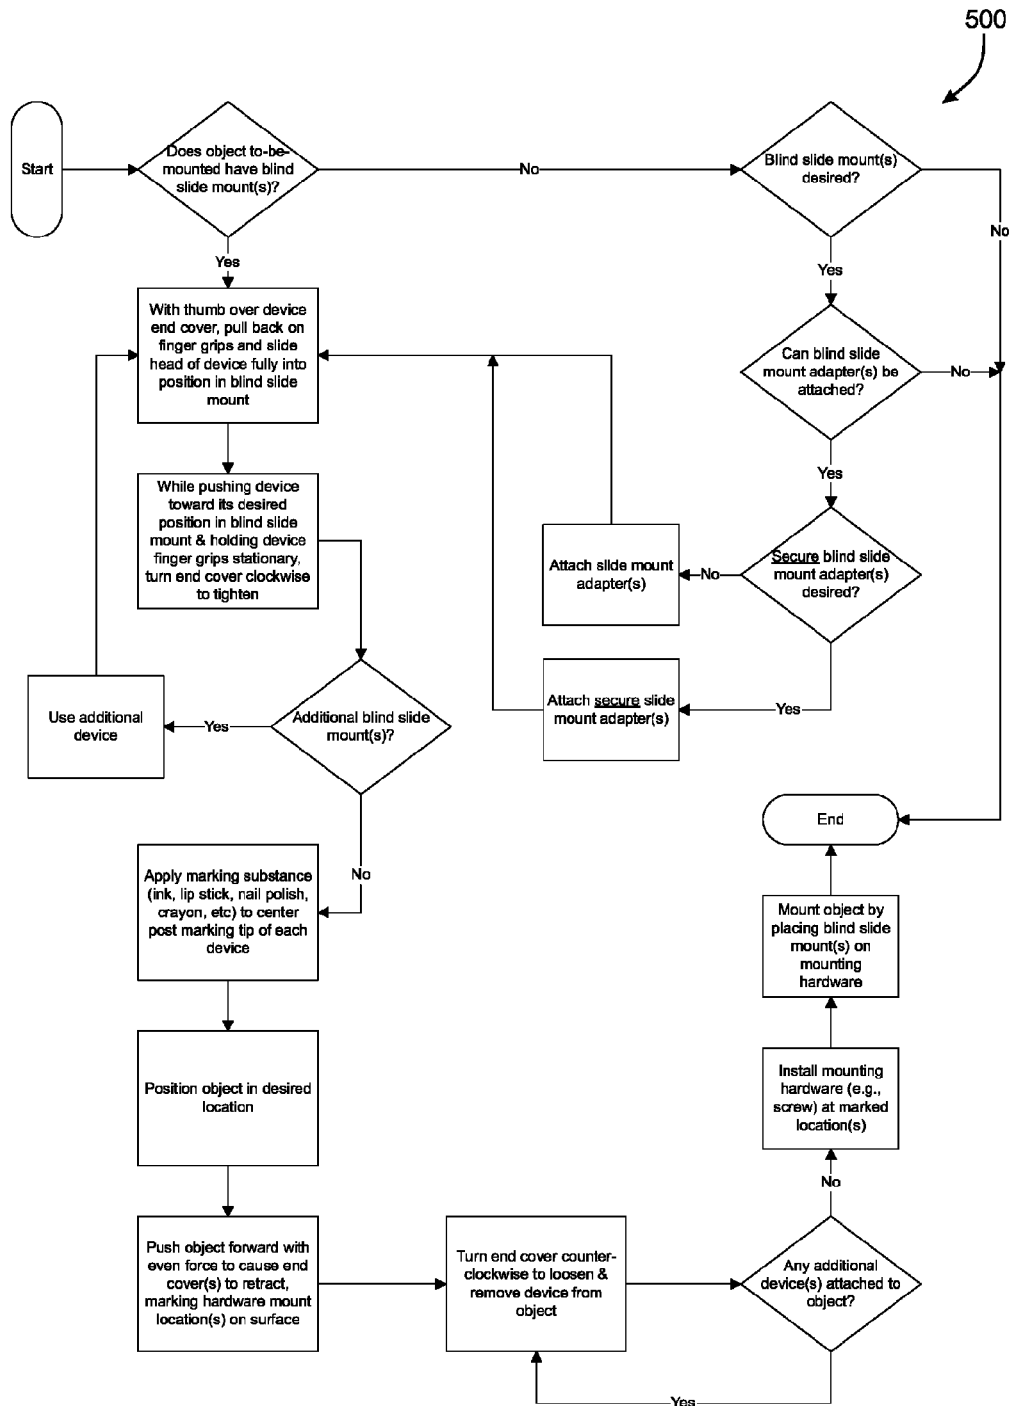 500
Start
Does object to-be-
mounted have blind
slide mount(s)?
No
Blind slide mount(s)
desired?
No
Yes
Yes
With thumb over device
end cover, pull back on
finger grips and slide
head of device fully into
position in blind slide
mount
Can blind slide
mount adapter(s) be
attached?
No
Yes
While pushing device
toward its desired
position in blind slide
mount & holding device
finger grips stationary,
turn end cover clockwise
to tighten
Attach slide mount
adapter(s)
No
Secure blind slide
mount adapter(s)
desired?
Use additional
device
Yes
Additional blind slide
mount(s)?
Attach secure slide
mount adapter(s)
Yes
No
End
Apply marking substance
(ink, lip stick, nail polish,
crayon, etc) to center
post marking tip of each
device
Mount object by
placing blind slide
mount(s) on
mounting
hardware
Position object in desired
location
Install mounting
hardware (e.g.,
screw) at marked
location(s)
No
Push object forward with
even force to cause end
cover(s) to retract,
marking hardware mount
location(s) on surface
Turn end cover counter-
clockwise to loosen &
remove device from
object
Any additional
device(s) attached to
object?
Yes